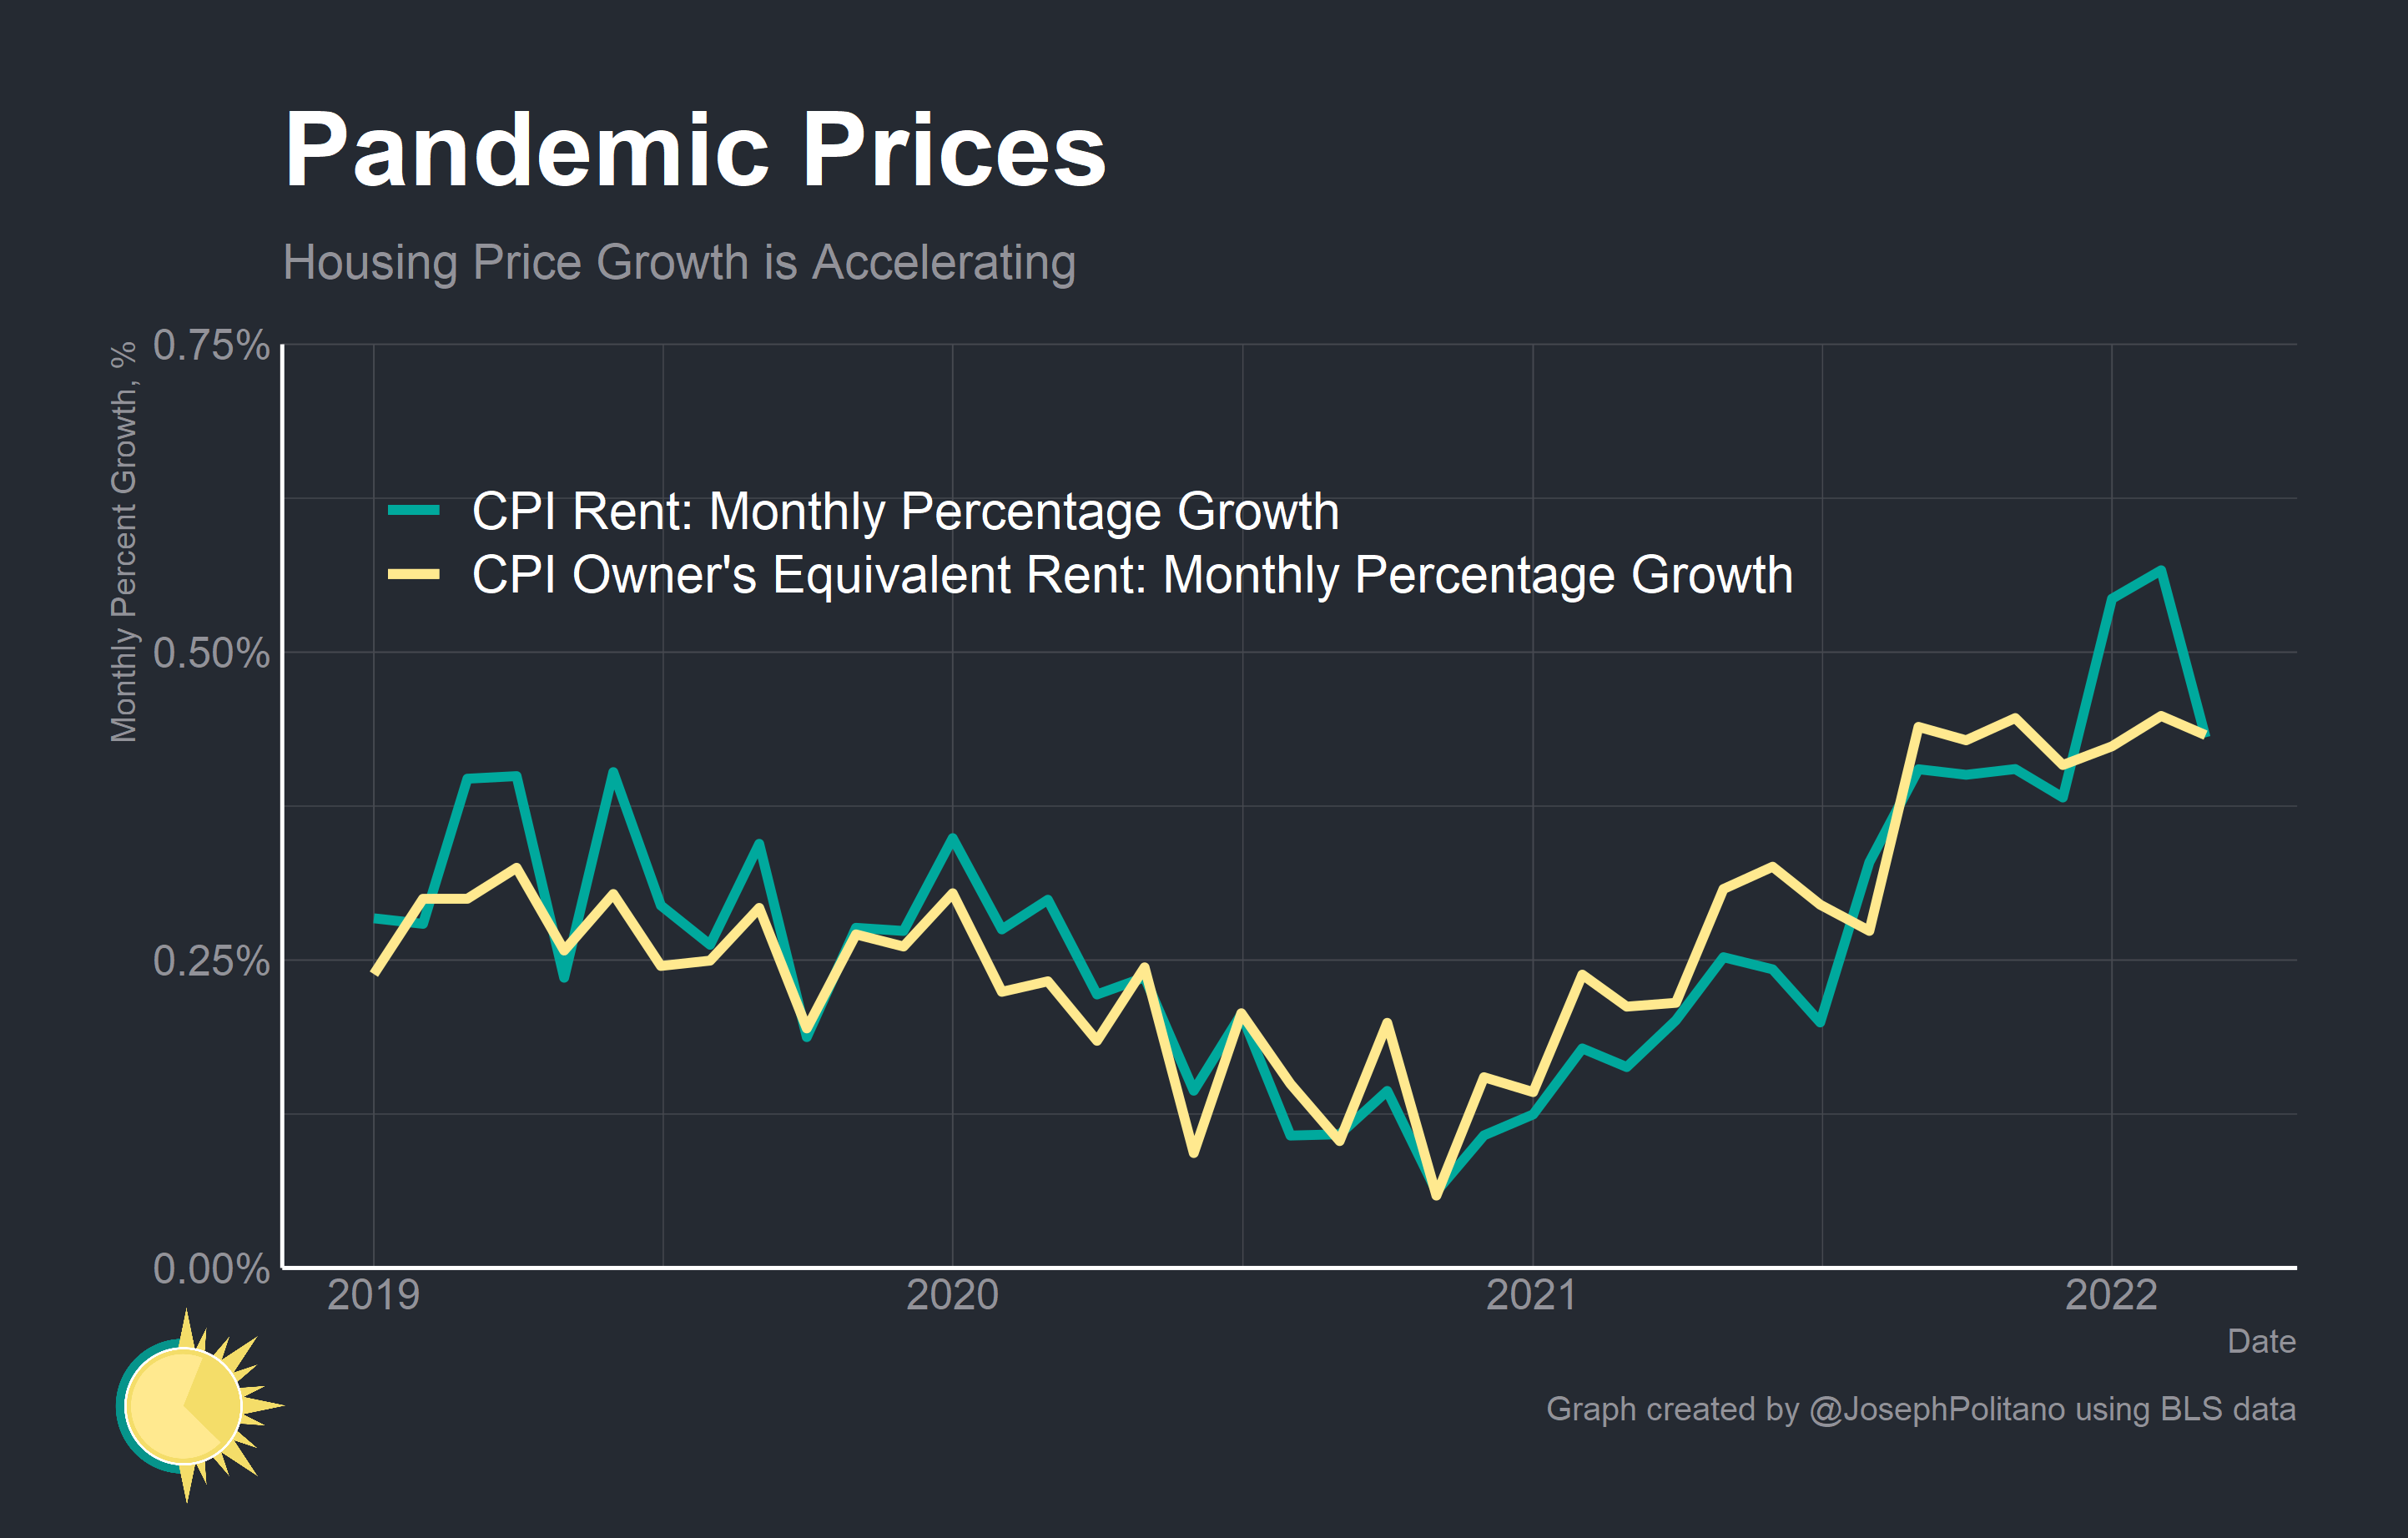 Pandemic Prices
Housing Price Growth is Accelerating
Monthly Percent Growth, %
0.75%
0.50%
0.25%
0.00%
CPI Rent: Monthly Percentage Growth
CPI Owner's Equivalent Rent: Monthly Percentage Growth
2019 2020 2021 2022
Date
Graph created by @JosephPolitano using BLS data